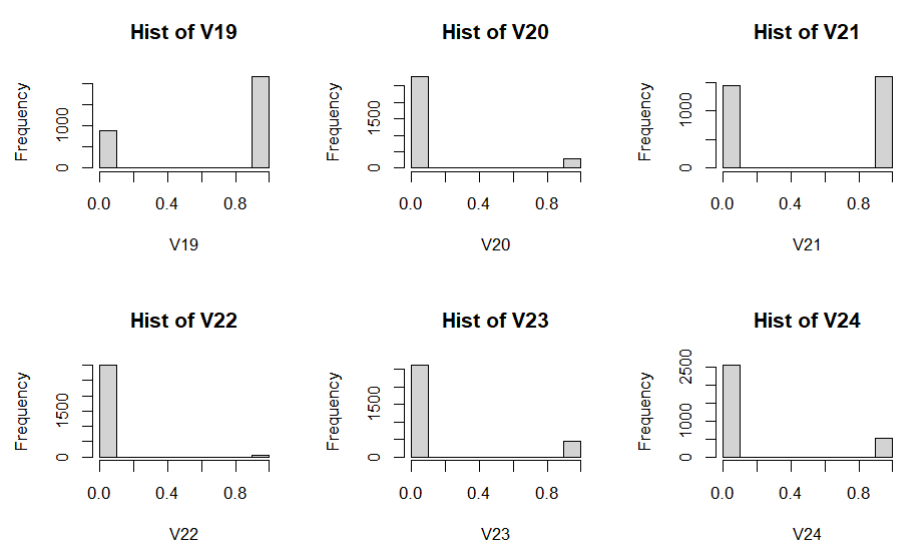 Hist of V19
Frequency
0 1000
0.0 0.4 0.8
V19
Hist of V20
Frequency
0 1500
0.0 0.4 0.8
V20
Hist of V21
Frequency
0 1000
0.0 0.4 0.8
V21
Hist of V22
Frequency
0 1500
0.0 0.4 0.8
V22
Hist of V23
Frequency
0 1500
0.0 0.4 0.8
V23
Hist of V24
Frequency
0 1000 2500
0.0 0.4 0.8
V24